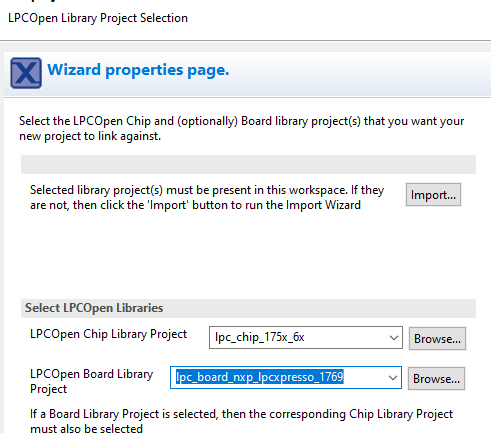 LPCOpen Library Project Selection
Wizard properties page.
Select the LPCOpen Chip and (optionally) Board library project(s) that you want your
new project to link against.
Selected library project(s) must be present in this workspace. If they
are not, then click the 'Import' button to run the Import Wizard
Import...
Select LPCOpen Libraries
LPCOpen Chip Library Project
lpc_chip_175x_6x
Browse...
LPCOpen Board Library
Project
lpc_board_nxp_lpcxpresso_1769
Browse...
If a Board Library Project is selected, then the corresponding Chip Library Project
must also be selected